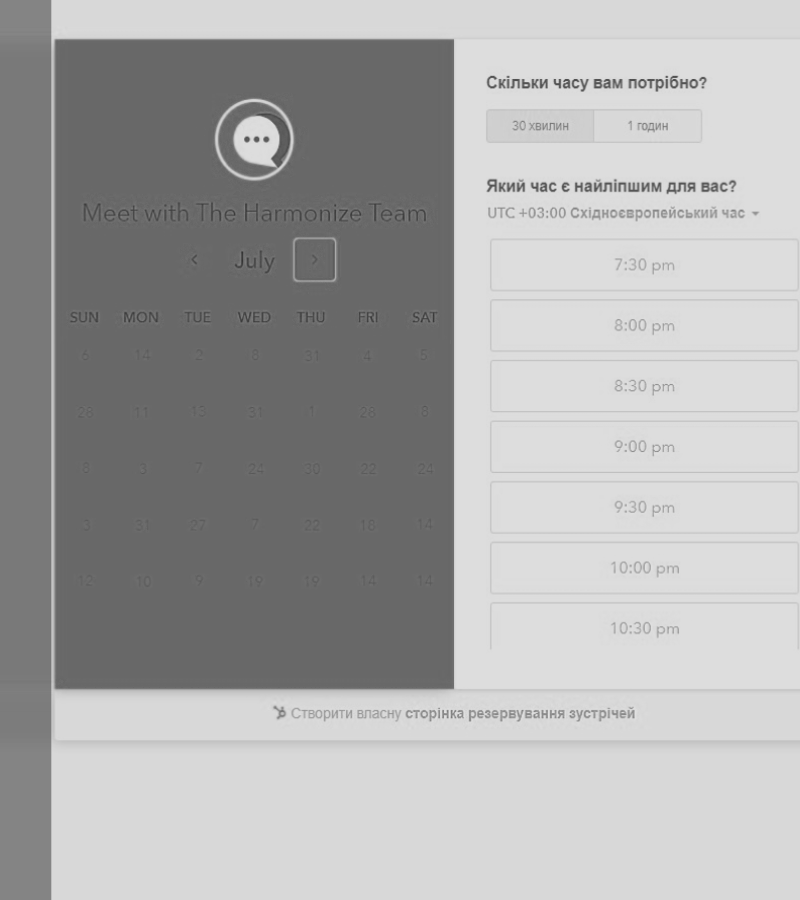 Meet with The Harmonize Team
July
SUN MON TUE WED THU FRI SAT
6 14 2 8 31 4 5
28 11 13 31 1 28 8
8 3 7 24 30 22 24
3 31 27 7 22 18 14
12 10 9 19 19 14 14
Скільки часу вам потрібно?
30 хвилин 1 годин
Який час є найліпшим для вас?
UTC +03:00 Східноєвропейський час
7:30 pm
8:00 pm
8:30 pm
9:00 pm
9:30 pm
10:00 pm
10:30 pm
Створити власну сторінка резервування зустрічей